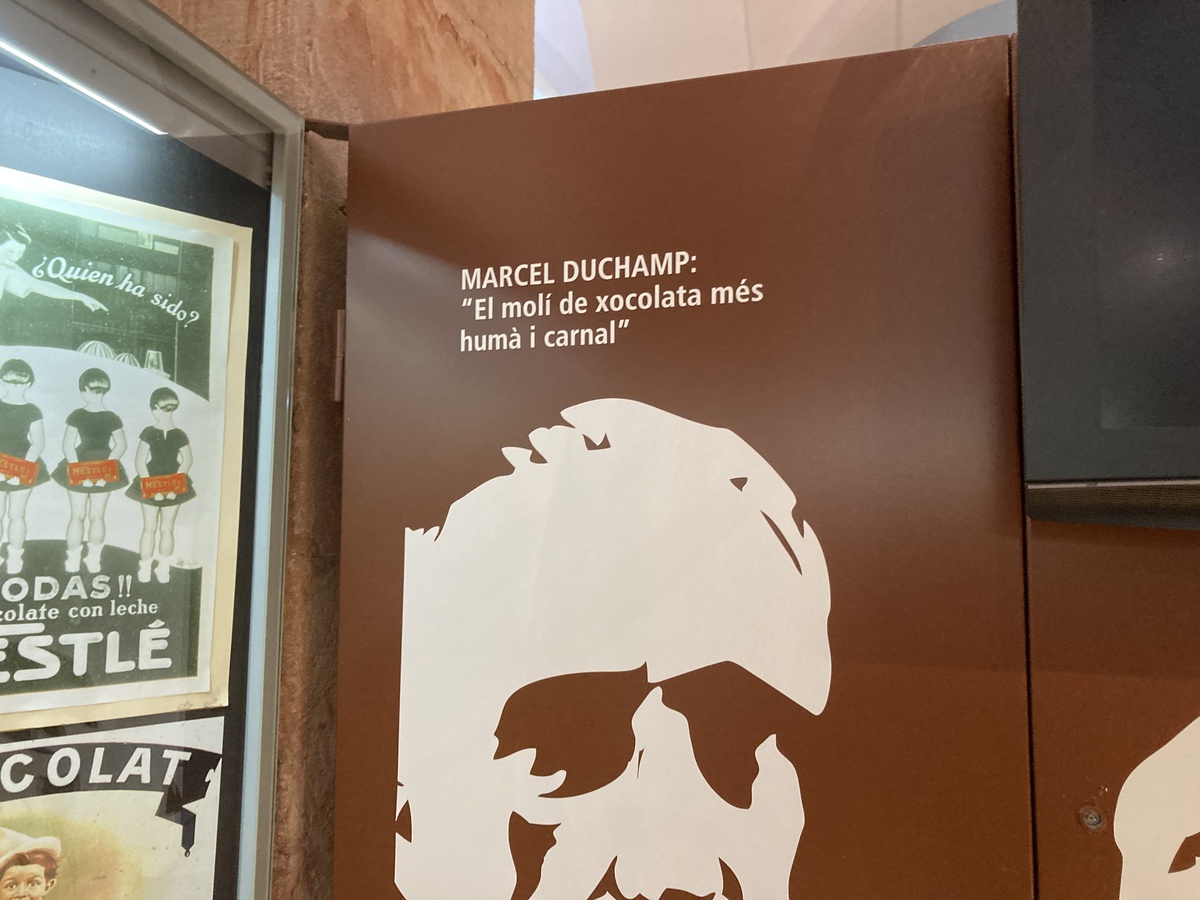 ¿Quien ha sido?
NESTLÉ
NESTLÉ
ODAS!!
colate con leche
ESTLÉ
COLAT
MARCEL DUCHAMP:
“El molí de xocolata més
humà i carnal”